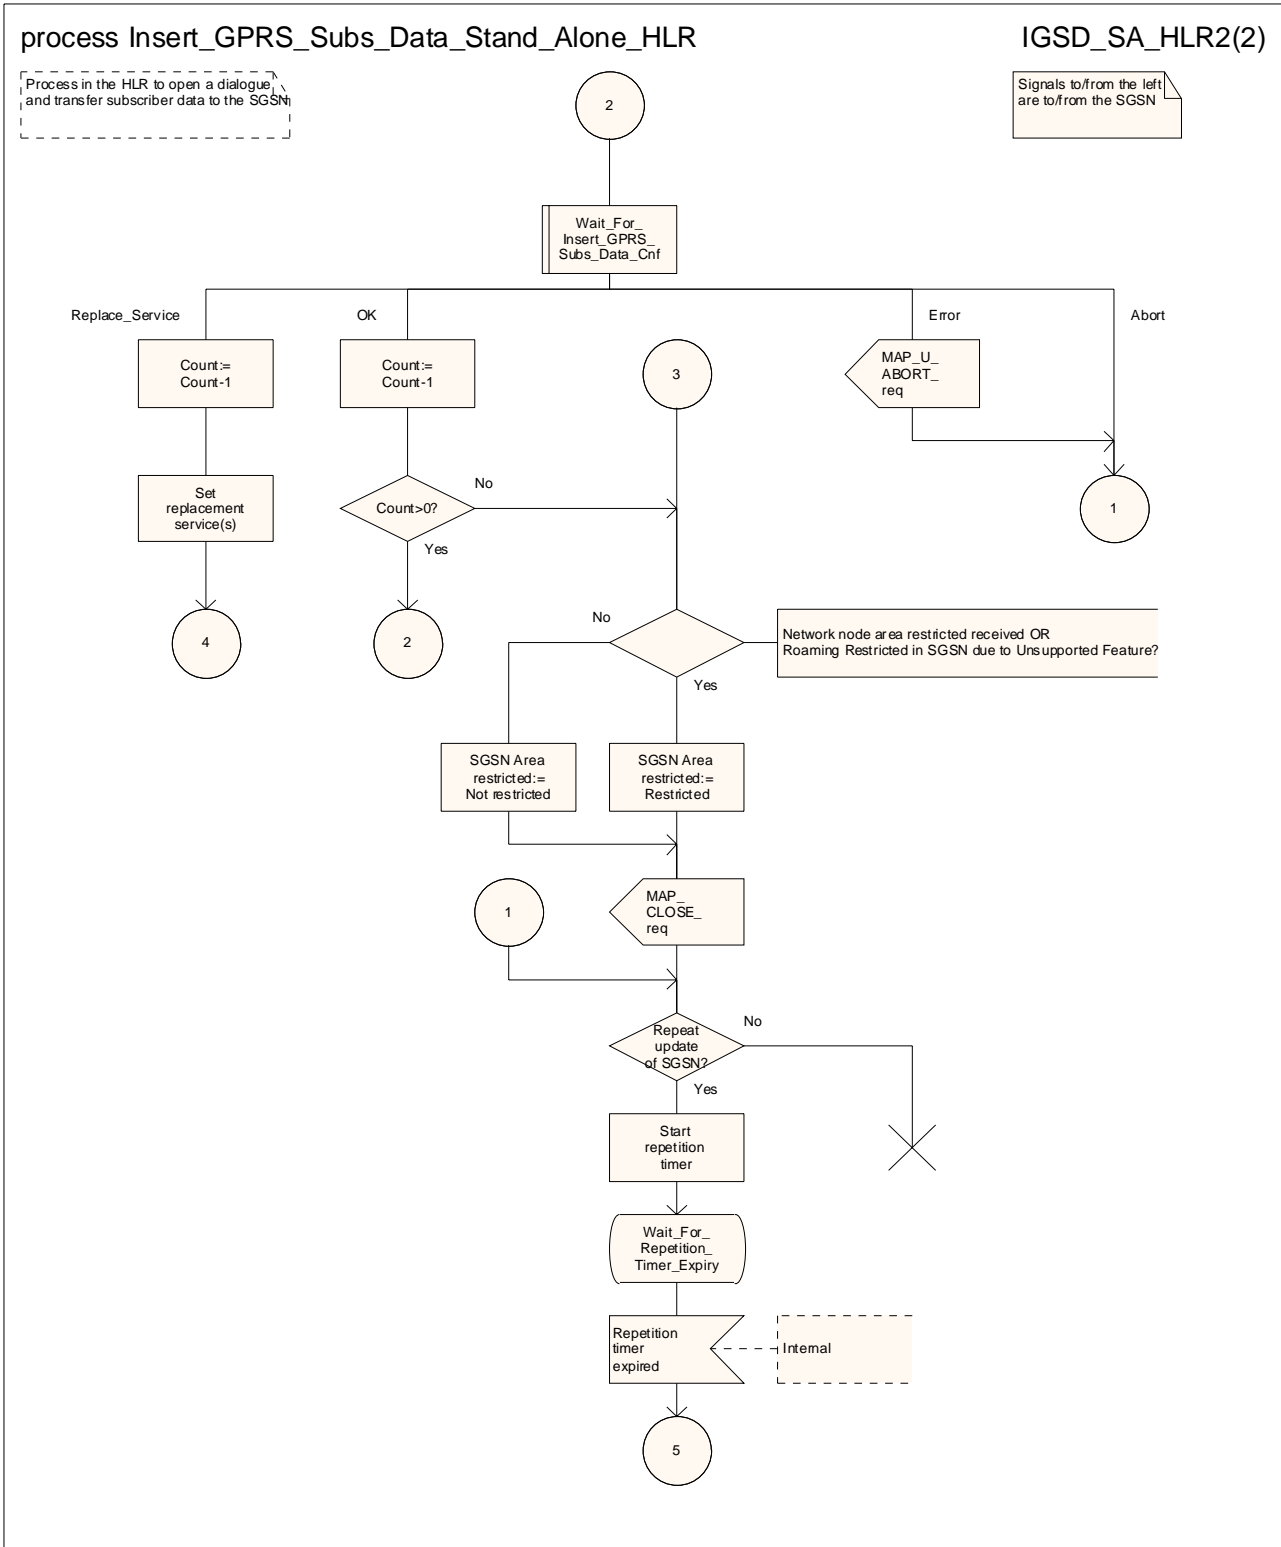 process Insert_GPRS_Subs_Data_Stand_Alone_HLR
IGSD_SA_HLR2(2)
Process in the HLR to open a dialogue
and transfer subscriber data to the SGSN
Signals to/from the left
are to/from the SGSN
2
Wait_For_
Insert_GPRS_
Subs_Data_Cnf
Replace_Service
OK
Error
Abort
Count:=
Count-1
Count:=
Count-1
3
MAP_U_
ABORT_
req
Set
replacement
service(s)
Count>0?
No
Yes
1
4
2
No
Yes
Network node area restricted received OR
Roaming Restricted in SGSN due to Unsupported Feature?
SGSN Area
restricted:=
Not restricted
SGSN Area
restricted:=
Restricted
1
MAP_
CLOSE_
req
Repeat
update
of SGSN?
No
Yes
Start
repetition
timer
Wait_For_
Repetition_
Timer_Expiry
Repetition
timer
expired
Internal
5